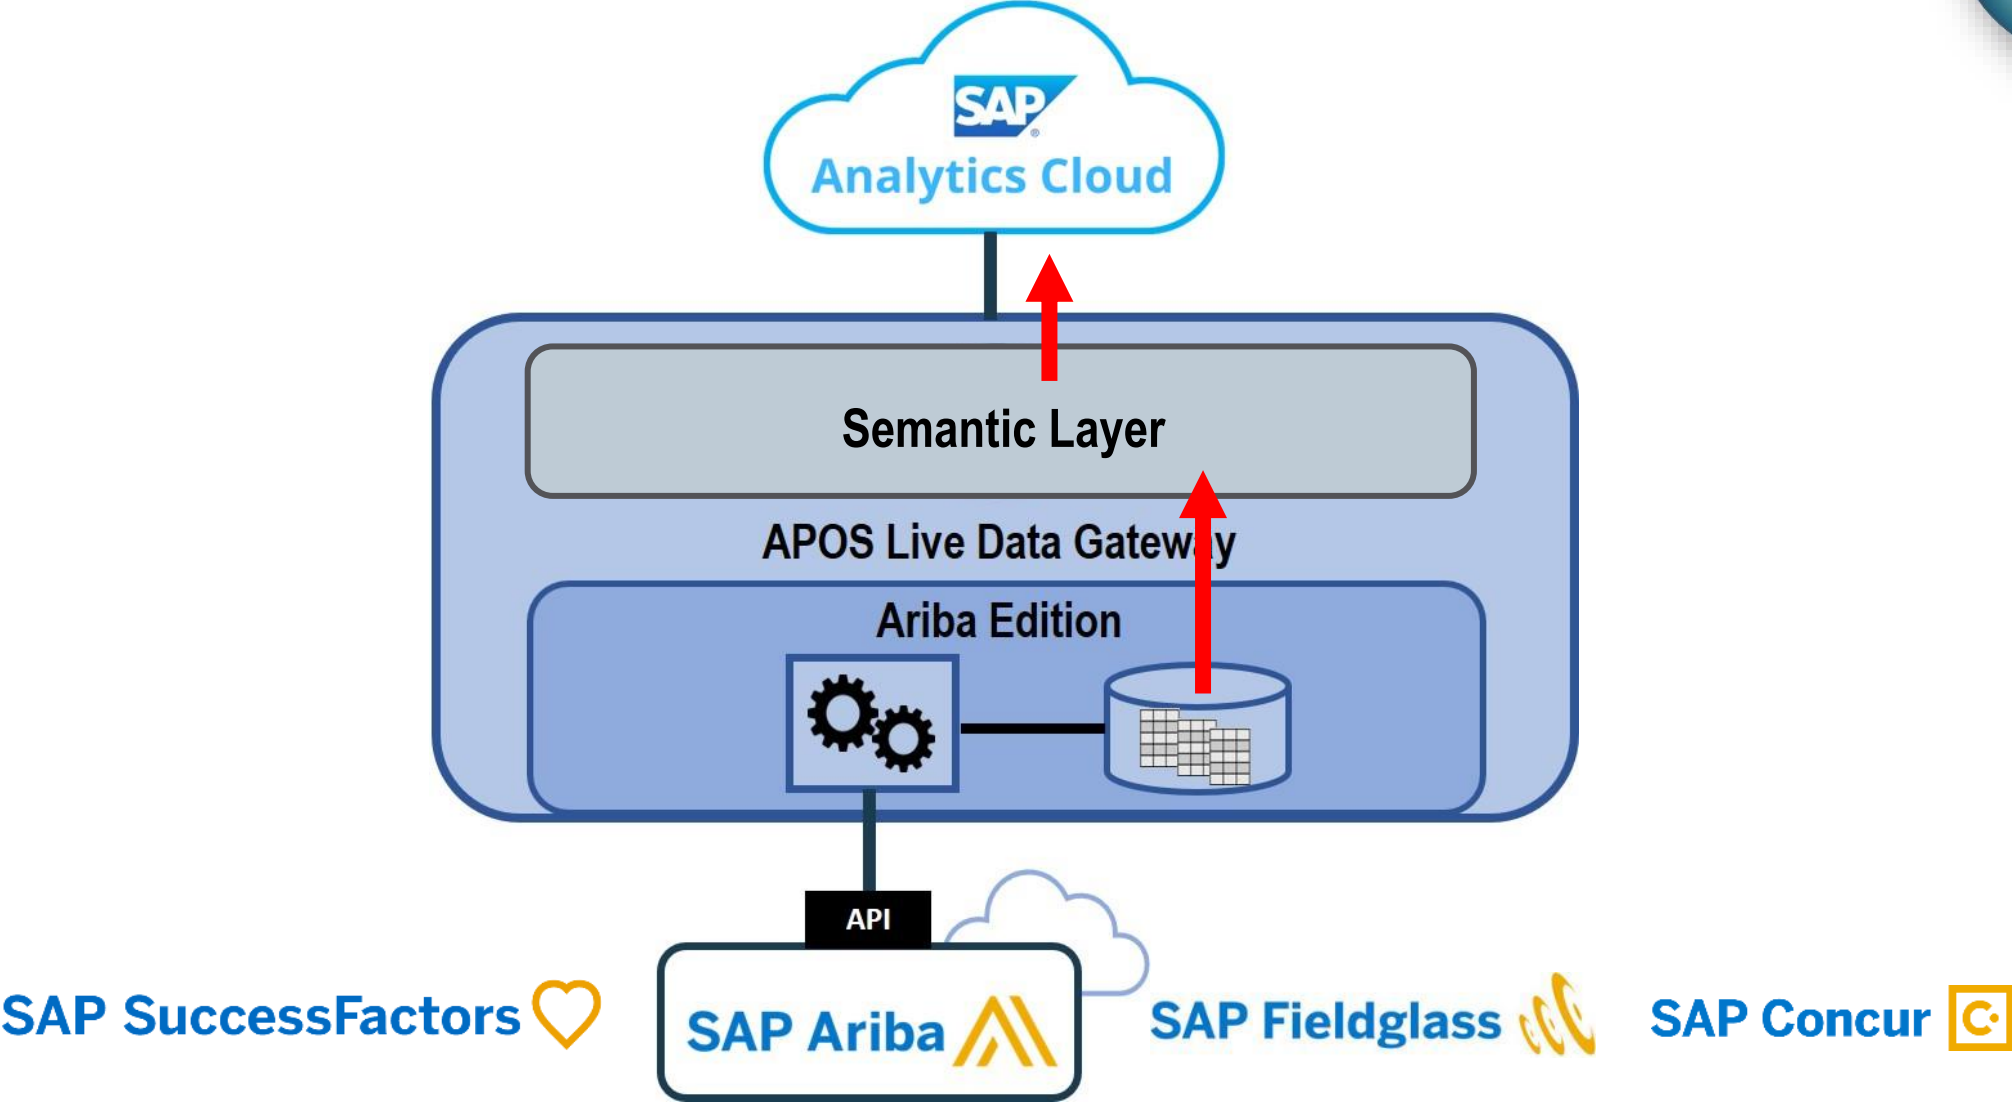 SAP
®
Analytics Cloud
Semantic Layer
APOS Live Data Gateway
Ariba Edition
API
SAP SuccessFactors
SAP Ariba
SAP Fieldglass
SAP Concur